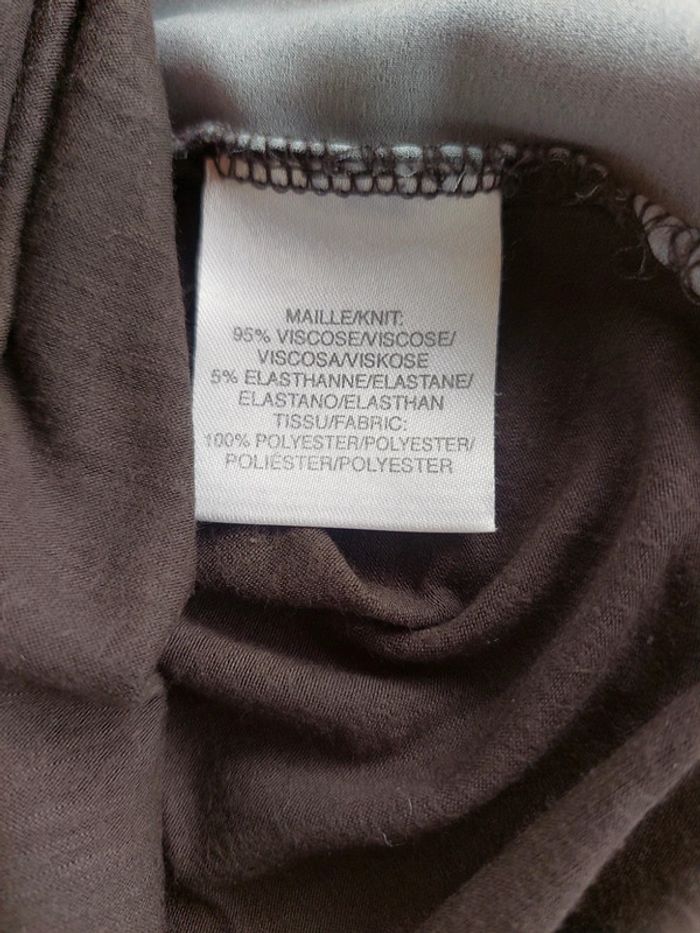 MAILLE/KNIT:
95% VISCOSE/VISCOSE/
VISCOSA/VISKOSE
5% ELASTHANNE/ELASTANE/
ELASTANO/ELASTHAN
TISSU/FABRIC:
100% POLYESTER/POLYESTER/
POLIÉSTER/POLYESTER